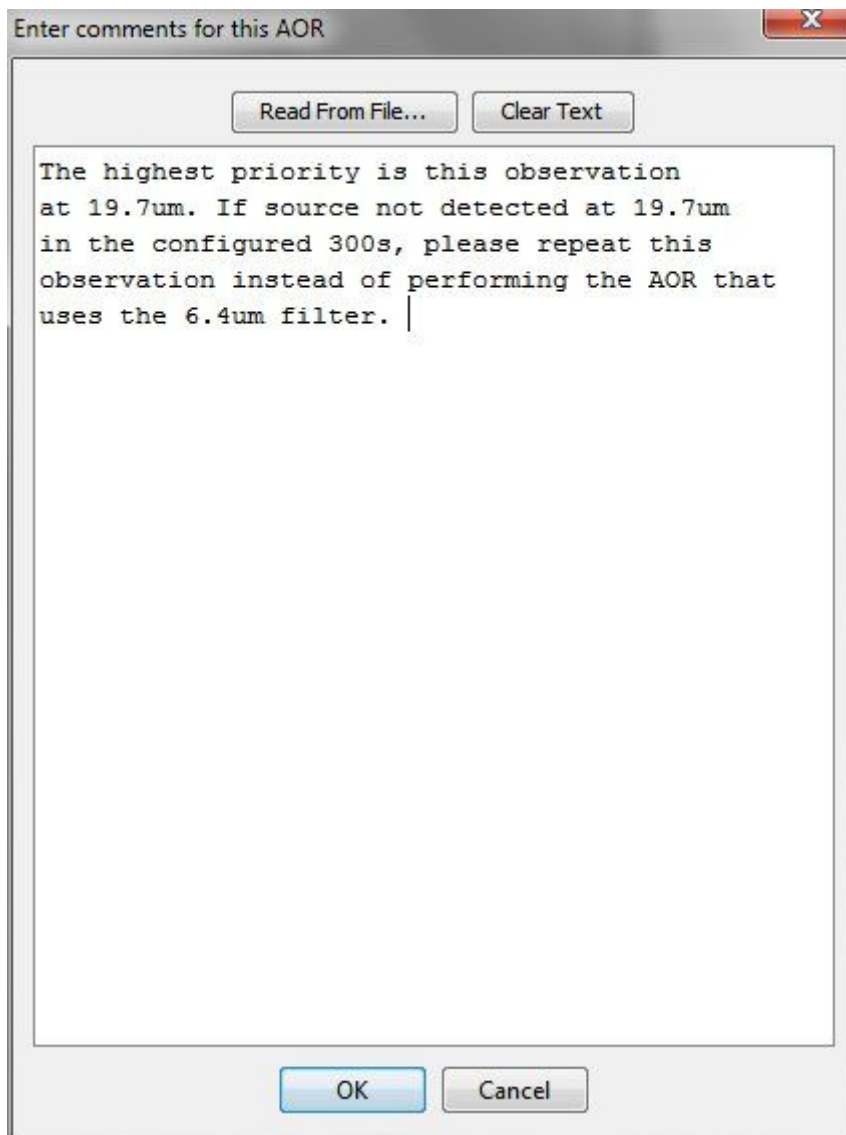 Enter comments for this AOR
X
Read From File... Clear Text
The highest priority is this observation
at 19.7um. If source not detected at 19.7um
in the configured 300s, please repeat this
observation instead of performing the AOR that
uses the 6.4um filter.
OK Cancel